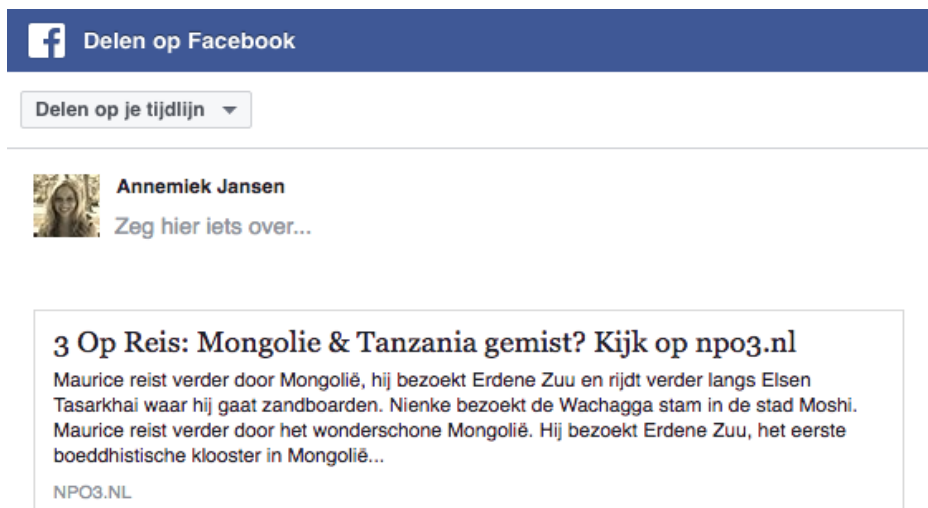 Delen op Facebook
Delen op je tijdlijn
Annemiek Jansen
Zeg hier iets over...
3 Op Reis: Mongolie & Tanzania gemist? Kijk op npo3.nl
Maurice reist verder door Mongolië, hij bezoekt Erdene Zuu en rijdt verder langs Elsen
Tasarkhai waar hij gaat zandboarden. Nienke bezoekt de Wachagga stam in de stad Moshi.
Maurice reist verder door het wonderschone Mongolië. Hij bezoekt Erdene Zuu, het eerste
boeddhistische klooster in Mongolië...
NPO3.NL